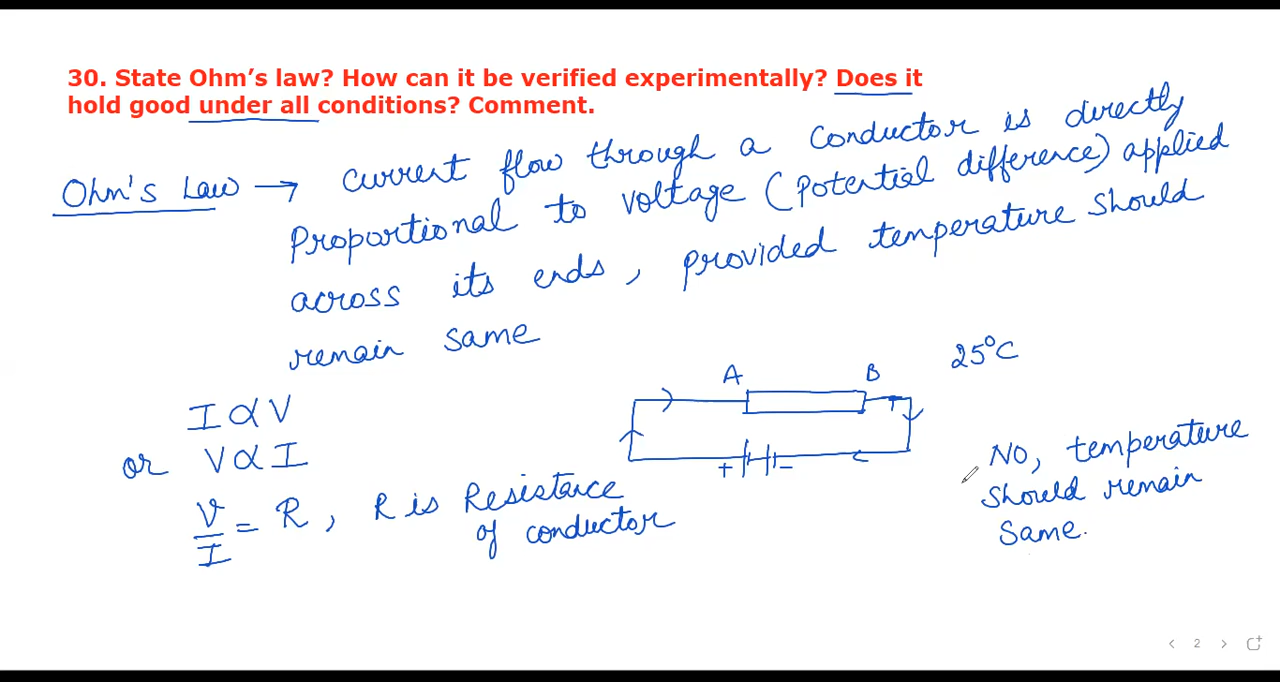 30. State Ohm's law? How can it be verified experimentally? Does it
hold good under all conditions? Comment.
Ohm's Law → Current flow through a conductor is directly
Proportional to voltage (Potential difference) applied
across its ends, provided temperature should
remain same
I ∝ V
or V ∝ I
V/I = R, R is Resistance
of conductor
A B
+ -
25°C
NO, temperature
Should remain
Same.
2